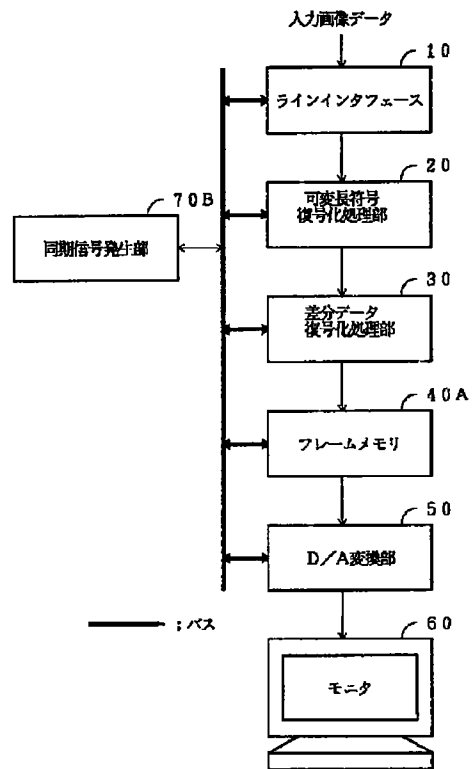 入力画像データ
10
ラインインタフェース
20
可変長符号
復号化処理部
70B
同期信号発生部
30
差分データ
復号化処理部
40A
フレームメモリ
50
D/A変換部
;バス
60
モニタ